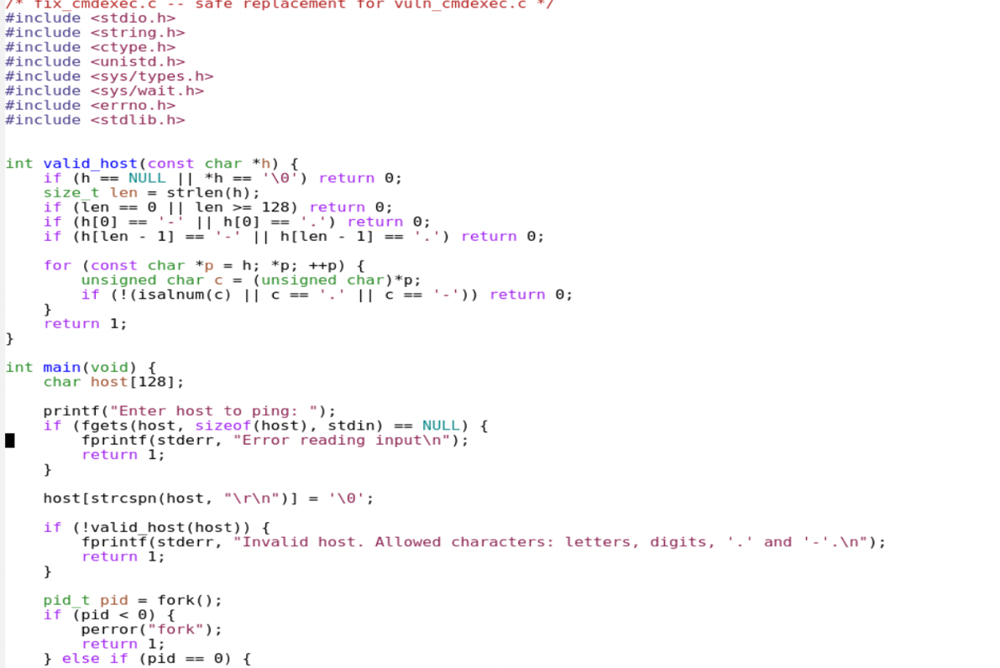 /* fix_cmdexec.c -- safe replacement for vuln_cmdexec.c */
#include <stdio.h>
#include <string.h>
#include <ctype.h>
#include <unistd.h>
#include <sys/types.h>
#include <sys/wait.h>
#include <errno.h>
#include <stdlib.h>


int valid_host(const char *h) {
    if (h == NULL || *h == '\0') return 0;
    size_t len = strlen(h);
    if (len == 0 || len >= 128) return 0;
    if (h[0] == '-' || h[0] == '.') return 0;
    if (h[len - 1] == '-' || h[len - 1] == '.') return 0;

    for (const char *p = h; *p; ++p) {
        unsigned char c = (unsigned char)*p;
        if (!(isalnum(c) || c == '.' || c == '-')) return 0;
    }
    return 1;
}

int main(void) {
    char host[128];

    printf("Enter host to ping: ");
    if (fgets(host, sizeof(host), stdin) == NULL) {
        fprintf(stderr, "Error reading input\n");
        return 1;
    }

    host[strcspn(host, "\r\n")] = '\0';

    if (!valid_host(host)) {
        fprintf(stderr, "Invalid host. Allowed characters: letters, digits, '.' and '-'.\n");
        return 1;
    }

    pid_t pid = fork();
    if (pid < 0) {
        perror("fork");
        return 1;
    } else if (pid == 0) {